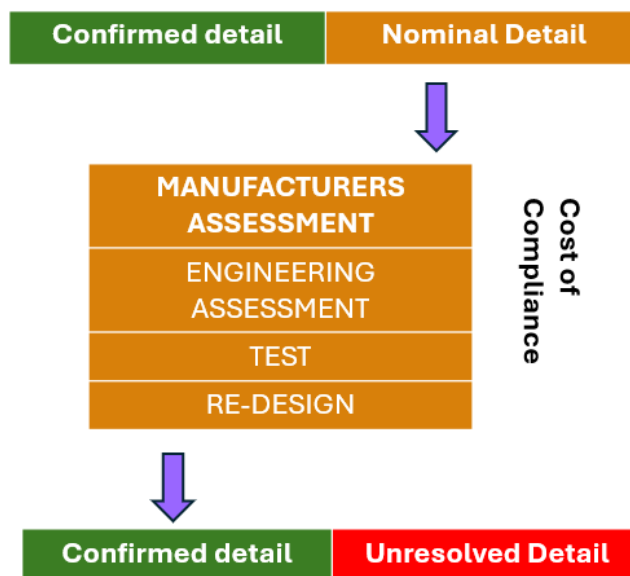 Confirmed detail
Nominal Detail
MANUFACTURERS
ASSESSMENT
ENGINEERING
ASSESSMENT
TEST
RE-DESIGN
Cost of
Compliance
Confirmed detail
Unresolved Detail